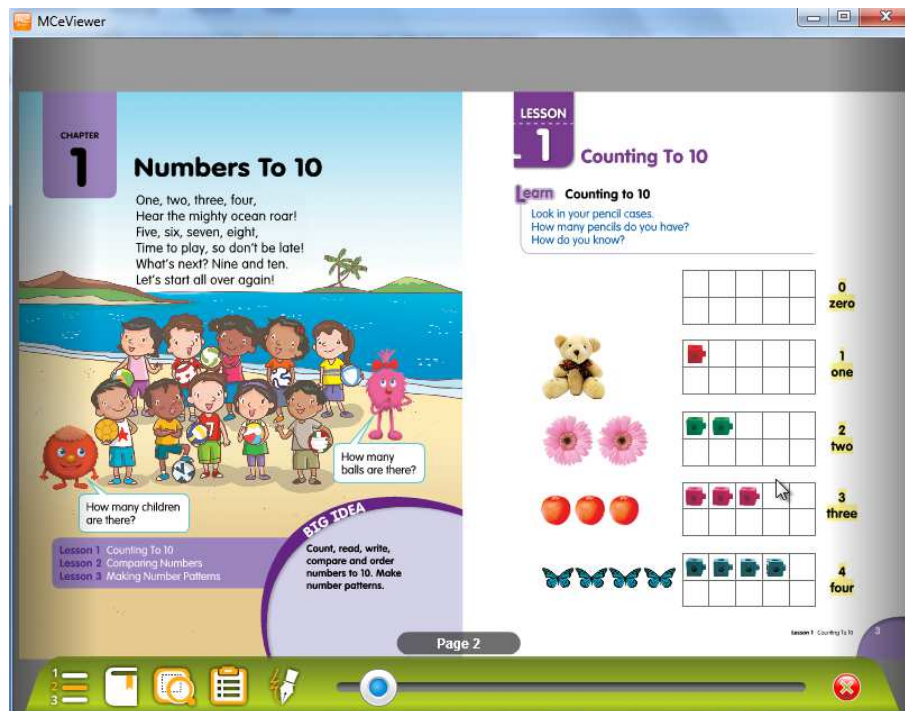 MCeViewer
CHAPTER
1
Numbers To 10
One, two, three, four,
Hear the mighty ocean roar!
Five, six, seven, eight,
Time to play, so don't be late!
What's next? Nine and ten.
Let's start all over again!
How many
balls are there?
How many children
are there?
BIG IDEA
Count, read, write,
compare and order
numbers to 10. Make
number patterns.
Lesson 1 Counting To 10
Lesson 2 Comparing Numbers
Lesson 3 Making Number Patterns
LESSON
1
Counting To 10
Learn Counting to 10
Look in your pencil cases.
How many pencils do you have?
How do you know?
0
zero
1
one
2
two
3
three
4
four
Lesson 1 Counting To 10
3
Page 2
1
2
3